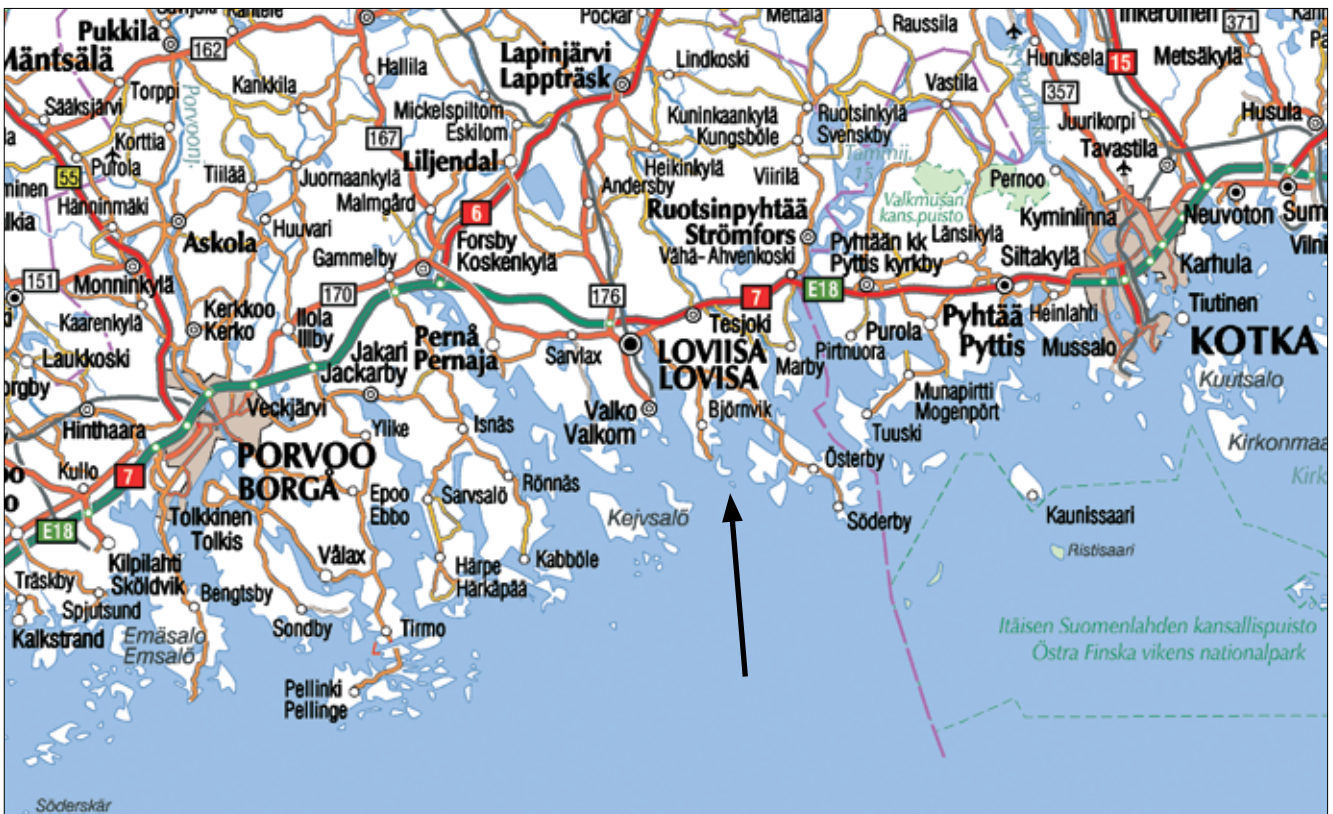 Pukkila
162
Mäntsälä
Hallila
Lapinjärvi
Lappträsk
Lindkoski
Raussila
Vastila
Huruksela
15
371
Metsäkylä
Torppi
Kankkila
Sääksjärvi
Porvoonj.
Korttia
Mickelspiltom
Eskilom
167
Kuninkaankylä
Kungsböle
Ruotsinkylä
Svenskby
357
Juurikorpi
Husula
55
Purola
Tiilää
Juornaankylä
Malmgård
Liljendal
Heikinkylä
Viirilä
Tammij.
15
Pernoo
Tavastila
Hänninmäki
Askola
Huuvari
6
Andersby
Ruotsinpyhtää
Strömfors
Valkmusan
kans.puisto
Kyminlinna
Neuvoton
Gammelby
Forsby
Koskenkylä
Vähä-Ahvenkoski
Pyhtään kk
Pyttis kyrkby
Länsikylä
Siltakylä
Karhula
151
Monninkylä
170
176
7
E18
Tiutinen
Kaarenkylä
Kerkkoo
Kerko
Ilola
Illby
Pernå
Pernaja
Sarvlax
Tesjoki
Purola
Pyhtää
Pyttis
Heinlahti
Mussalo
KOTKA
Laukkoski
Jakari
Jackarby
LOVIISA
LOVISA
Marby
Pirtnuora
Kuutsalo
Veckjärvi
Valko
Valkom
Björnvik
Munapirtti
Mogenpört
Hinthaara
Ylike
Isnäs
Tuuski
PORVOO
BORGÅ
Kullo
7
Österby
Epoo
Ebbo
Sarvsalö
Rönnäs
E18
Tolkkinen
Tolkis
Kejvsalö
Söderby
Kaunissaari
Kilpilahti
Sköldvik
Vålax
Härpe
Härkäpää
Kabböle
Ristisaari
Träskby
Spjutsund
Bengtsby
Kalkstrand
Emäsalo
Emsalö
Sondby
Tirmo
Itäisen Suomenlahden kansallispuisto
Östra Finska vikens nationalpark
Pellinki
Pellinge
Söderskär